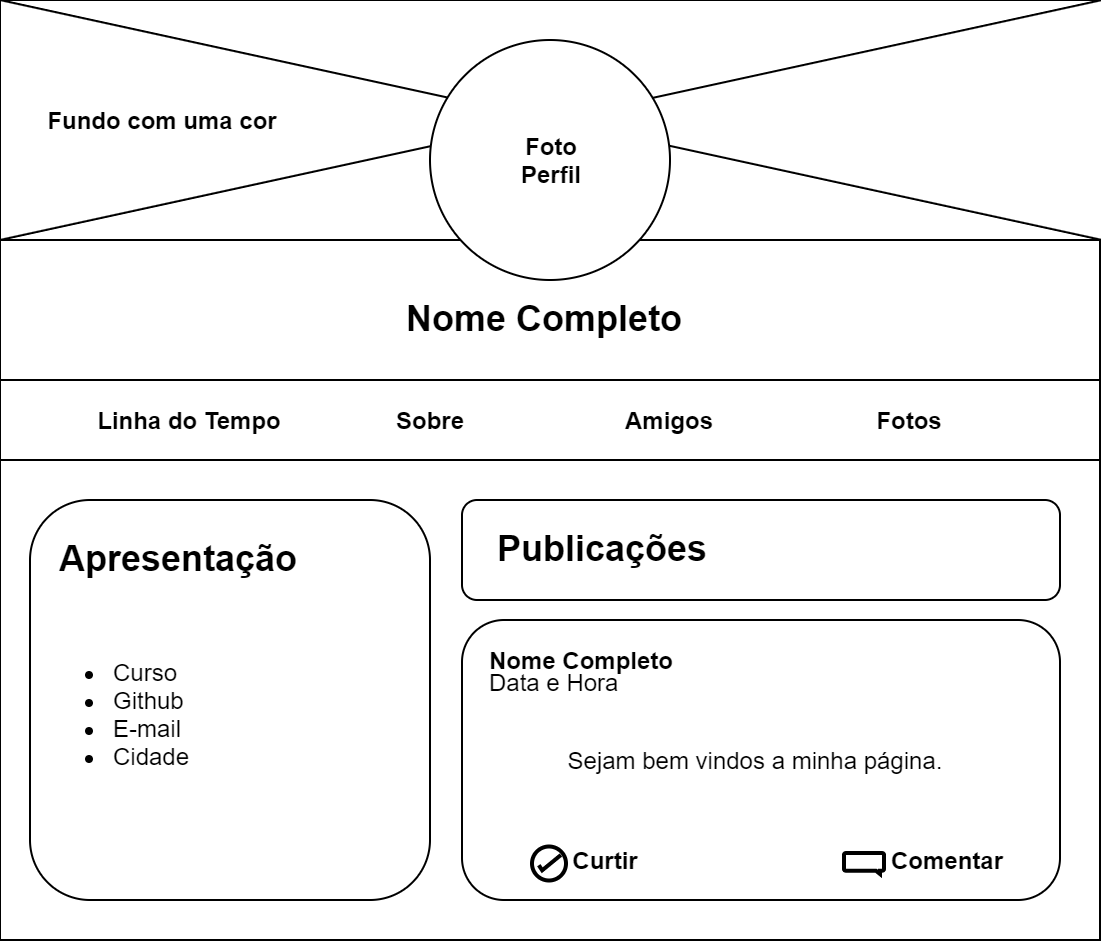 Fundo com uma cor
Foto
Perfil
Nome Completo
Linha do Tempo
Sobre
Amigos
Fotos
Apresentação
Curso
Github
E-mail
Cidade
Publicações
Nome Completo
Data e Hora
Sejam bem vindos a minha página.
Curtir
Comentar